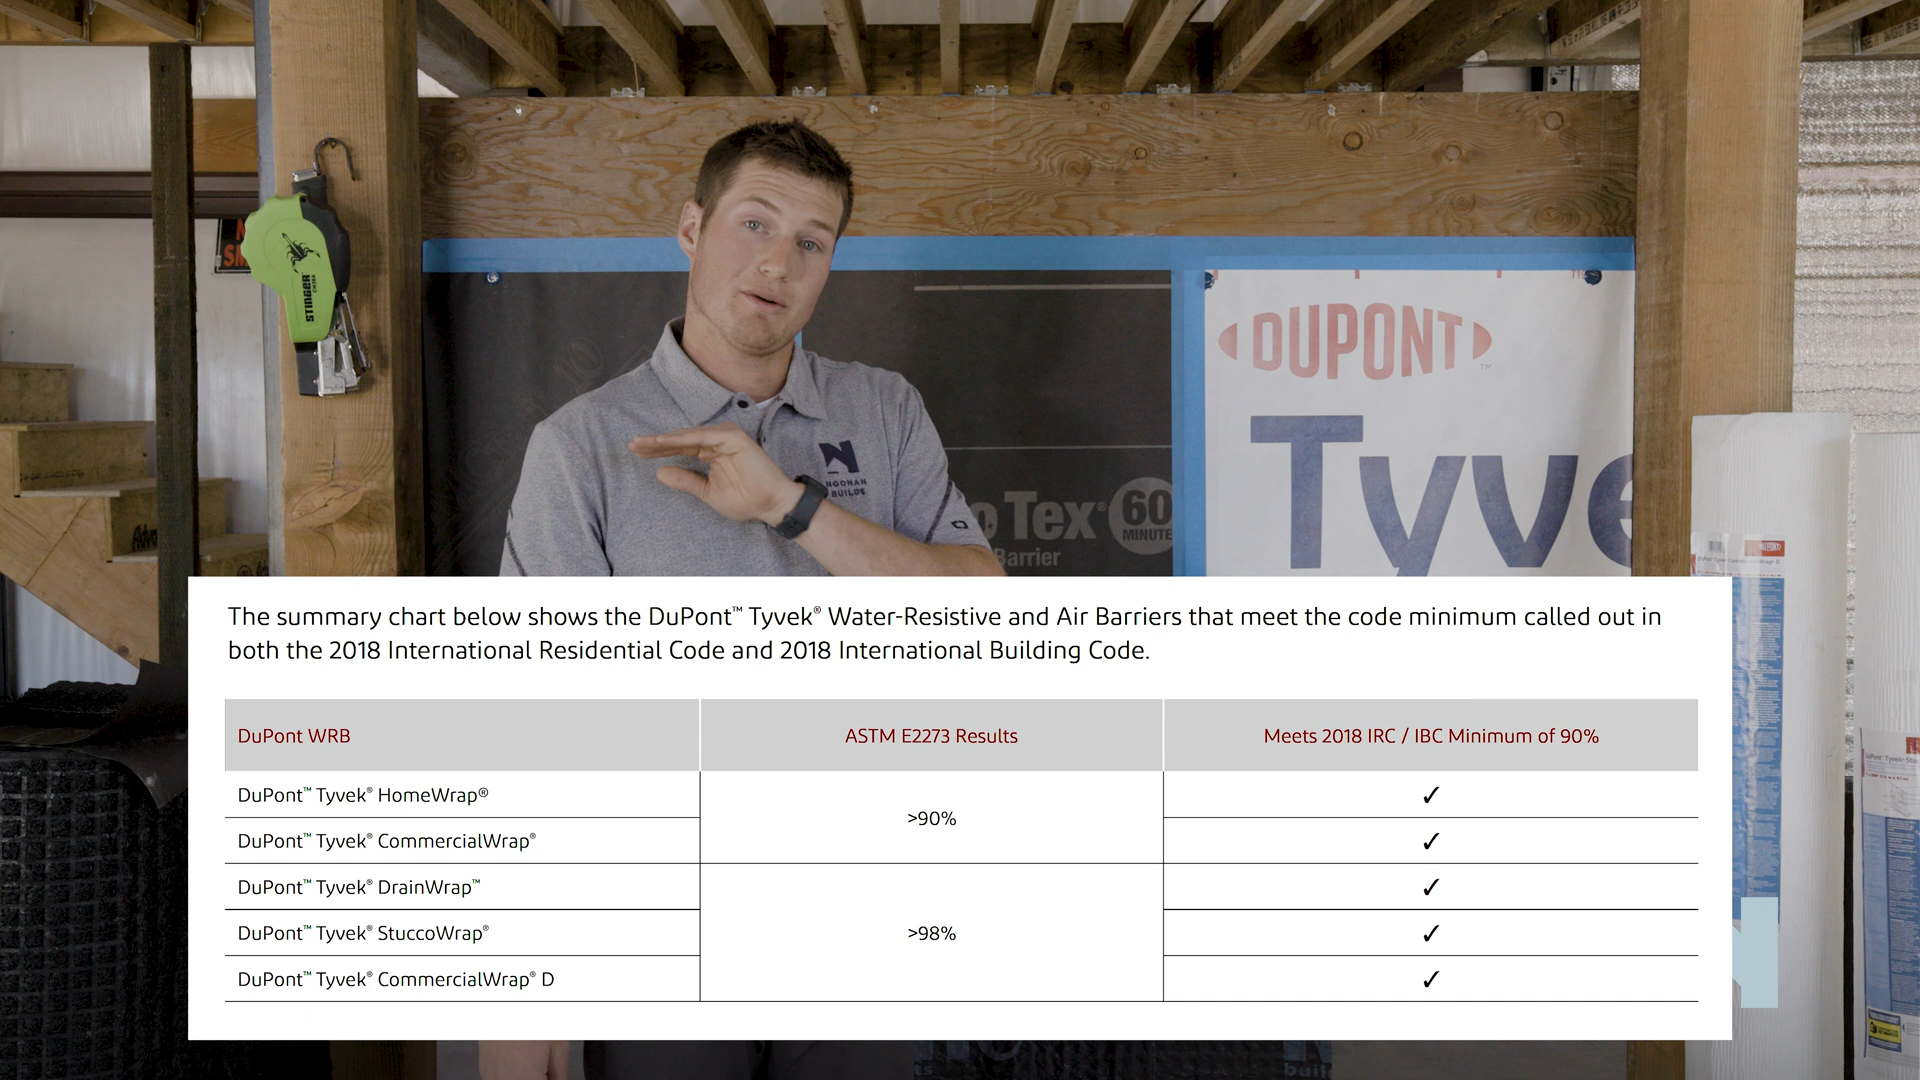 STINGER
DUPONT™
Tyve
NOONAN
BUILDS
o Tex® 60
MINUTE
Barrier
DUPONT
The summary chart below shows the DuPont™ Tyvek® Water-Resistive and Air Barriers that meet the code minimum called out in
both the 2018 International Residential Code and 2018 International Building Code.
DuPont WRB
ASTM E2273 Results
Meets 2018 IRC / IBC Minimum of 90%
DuPont™ Tyvek® HomeWrap®
>90%
✓
DuPont™ Tyvek® CommercialWrap®
✓
DuPont™ Tyvek® DrainWrap™
>98%
✓
DuPont™ Tyvek® StuccoWrap®
✓
DuPont™ Tyvek® CommercialWrap® D
✓